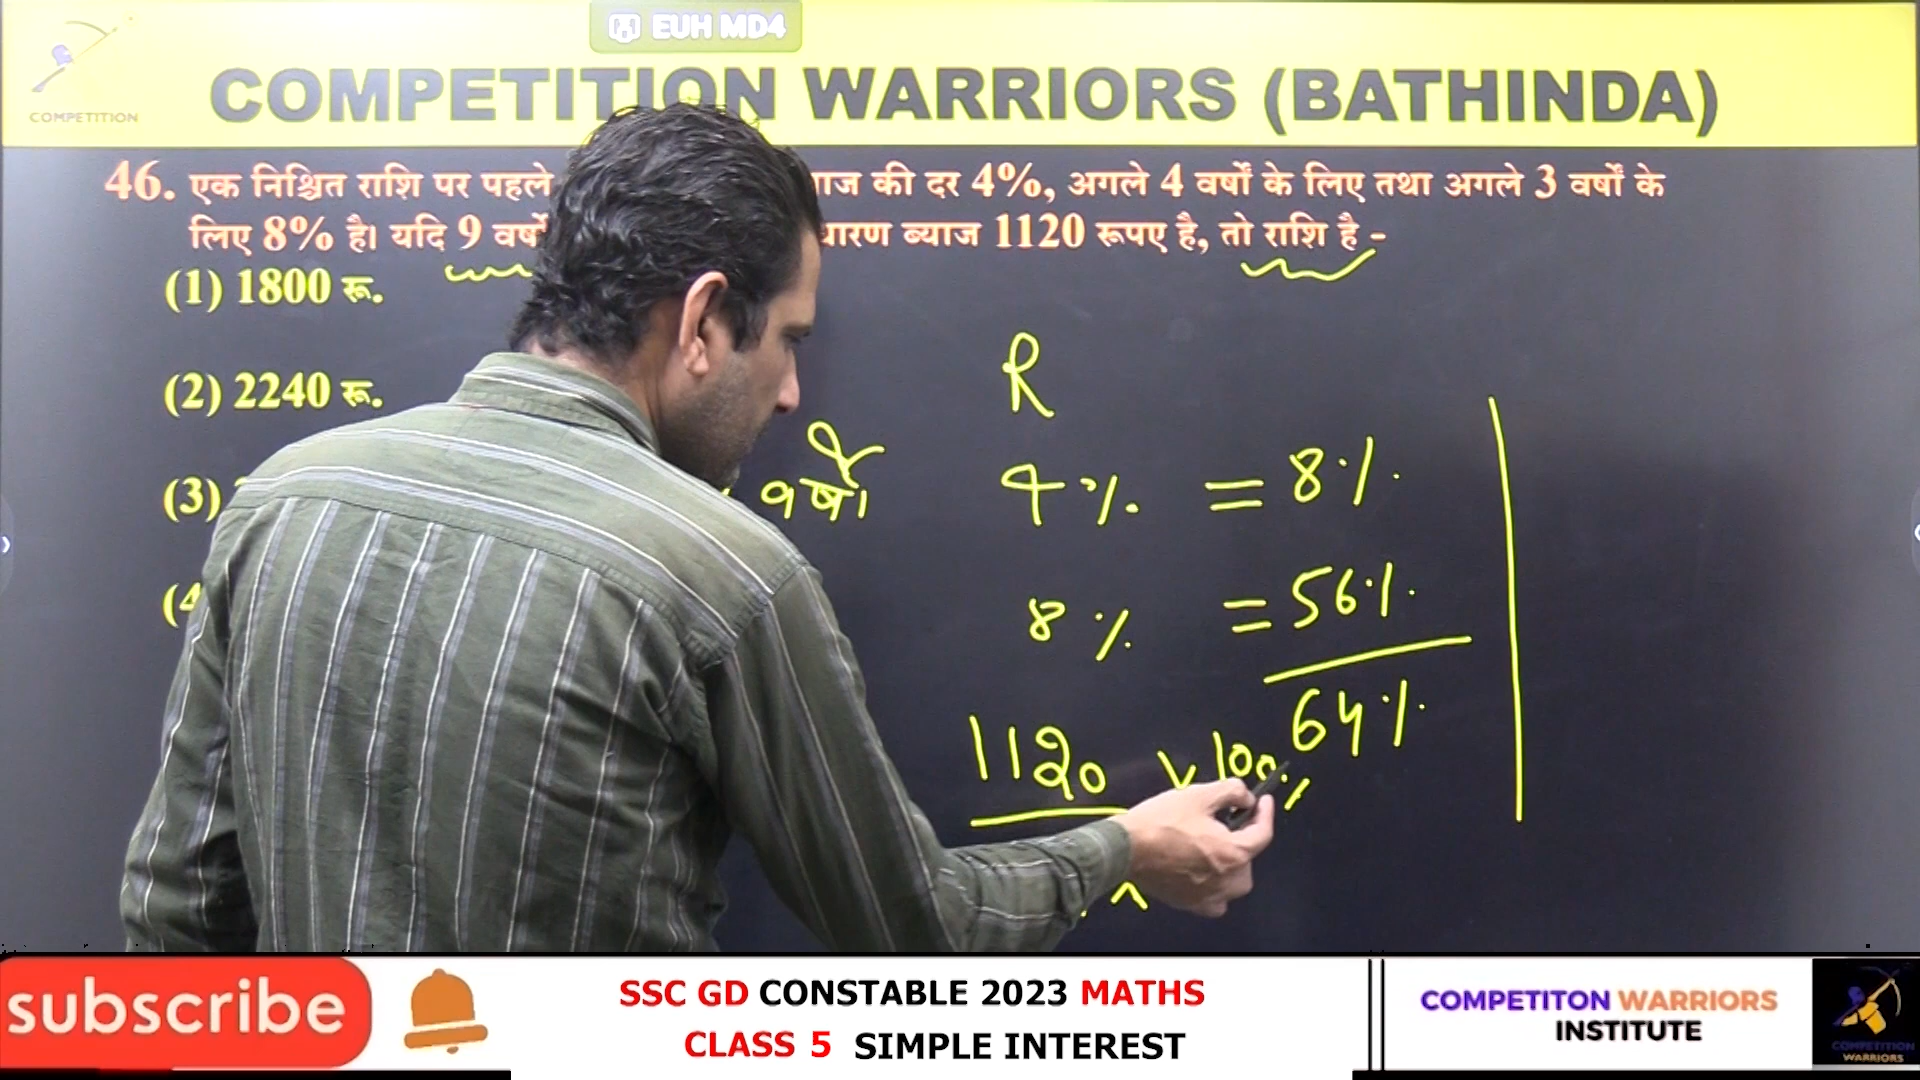 EUH MD4
COMPETITION WARRIORS (BATHINDA)
COMPETITION
46. एक निश्चित राशि पर पहले की दर 4%, अगले 4 वर्षों के लिए तथा अगले 3 वर्षों के
लिए 8% है। यदि 9 ब्याज 1120 रूपए है, तो राशि है -
(1) 1800 रू.
(2) 2240 रू.
(3)
R
4% = 8%
8% = 56%
64%
1120 × 100
subscribe
SSC GD CONSTABLE 2023 MATHS
CLASS 5 SIMPLE INTEREST
COMPETITON WARRIORS
INSTITUTE
COMPETITION
WARRIORS